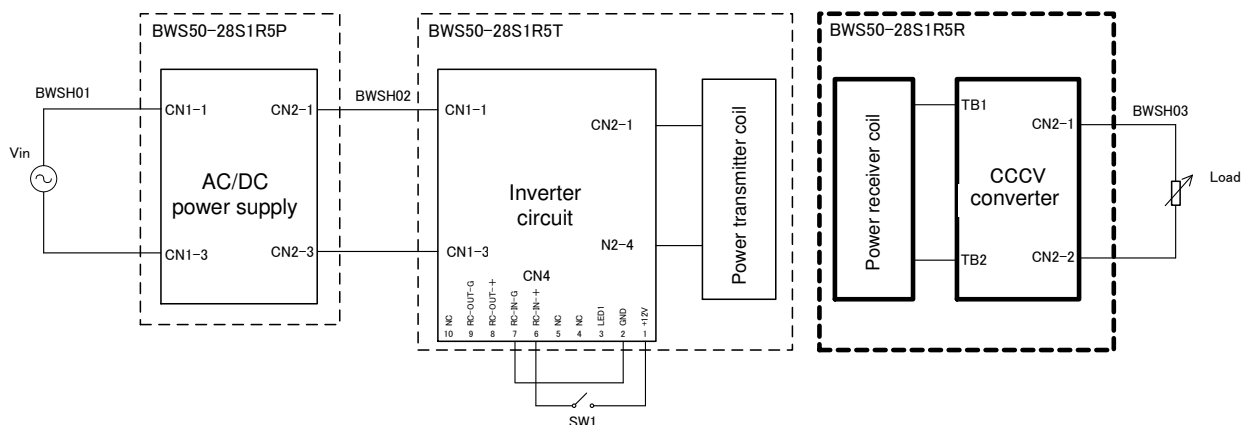 BWS50-28S1R5P
BWS50-28S1R5T
BWS50-28S1R5R
BWSH01
CN1-1
CN2-1
BWSH02
CN1-1
CN2-1
TB1
CN2-1
BWSH03
Vin
AC/DC
power supply
Inverter
circuit
Power transmitter coil
Power receiver coil
CCCV
converter
Load
CN1-3
CN2-3
CN1-3
N2-4
TB2
CN2-2
CN4
NC
RC-OUT-G
RC-OUT-+
RC-IN-G
RC-IN-+
NC
NC
LED1
GND
+12V
10 9 8 7 6 5 4 3 2 1
SW1